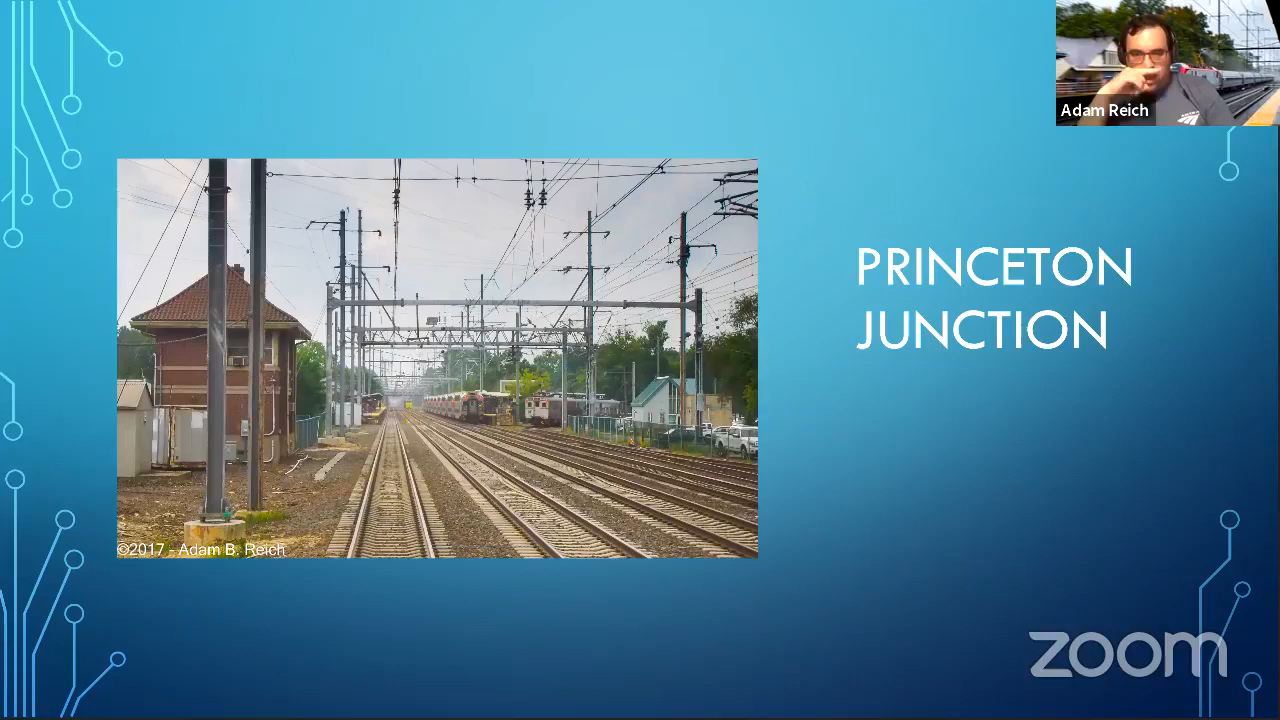 Adam Reich
PRINCETON
JUNCTION
©2017 - Adam B. Reich
zoom